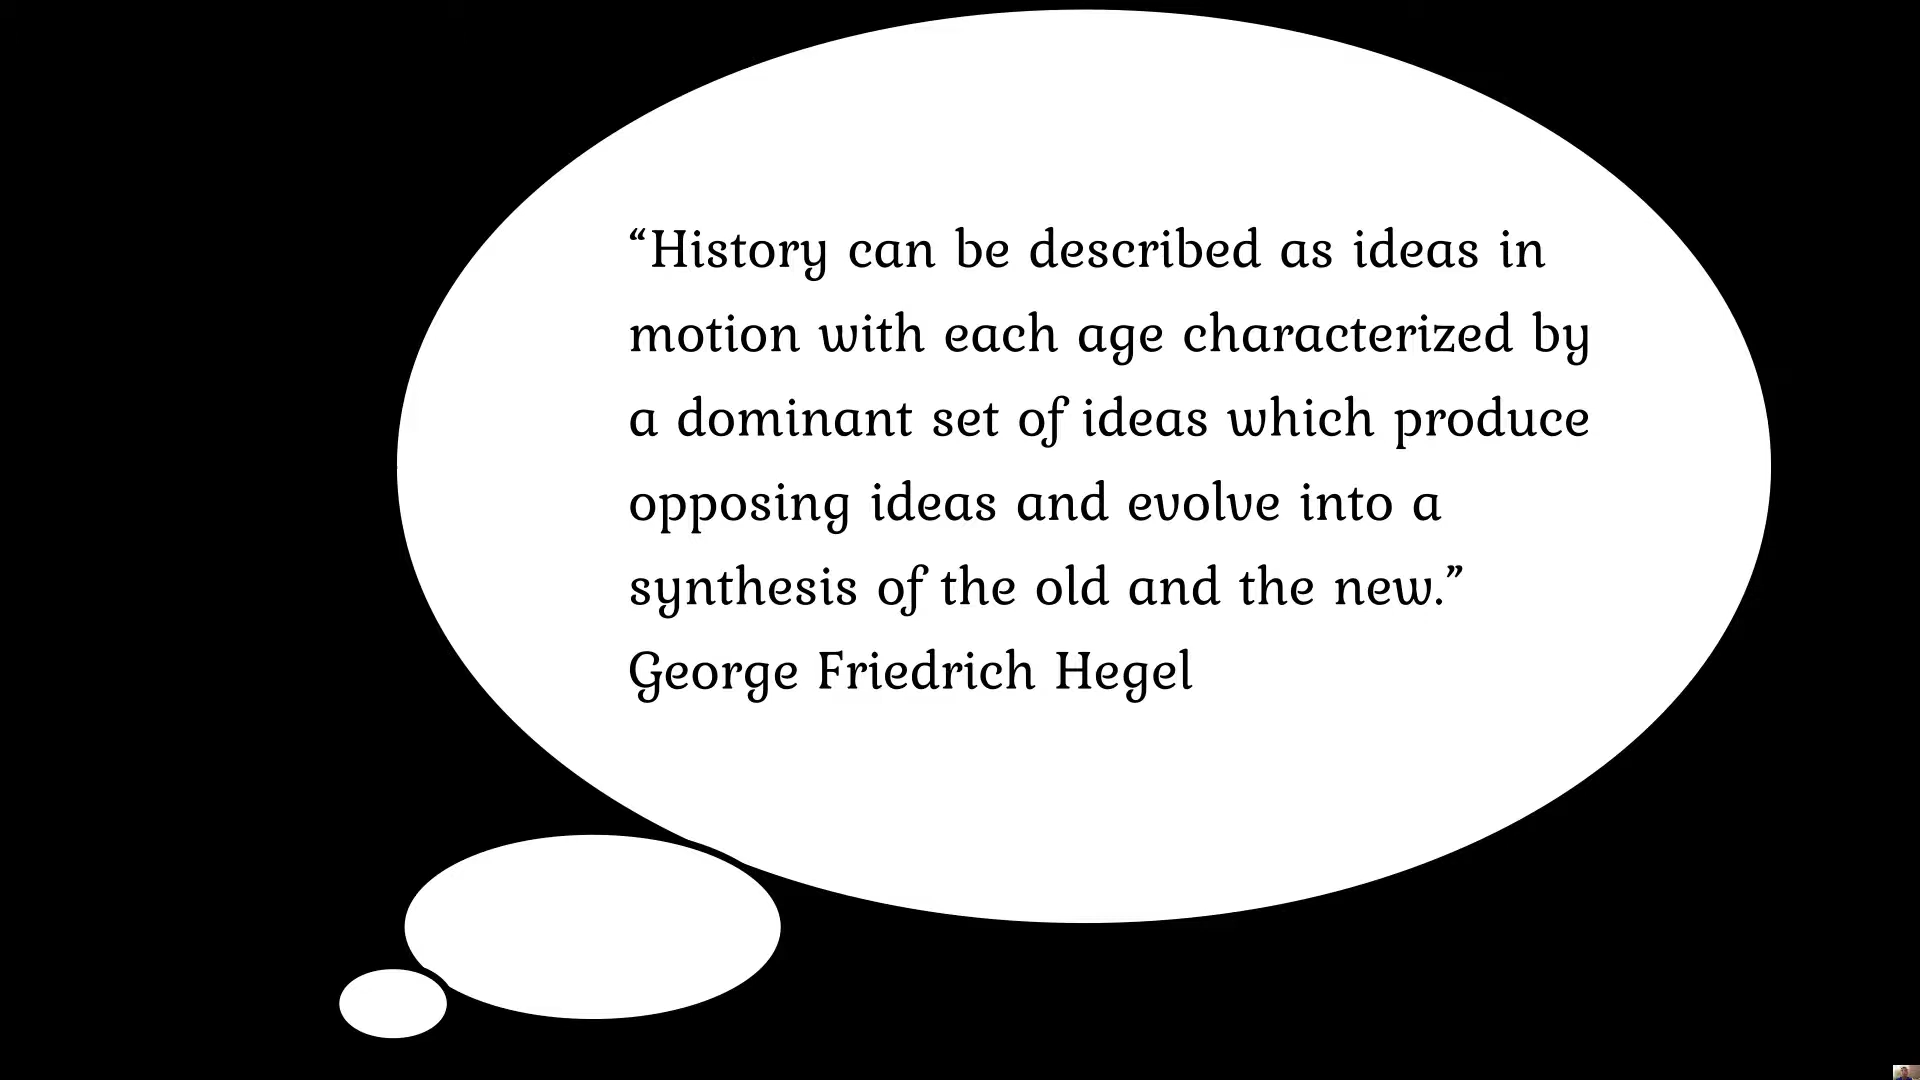 “History can be described as ideas in
motion with each age characterized by
a dominant set of ideas which produce
opposing ideas and evolve into a
synthesis of the old and the new.”
George Friedrich Hegel